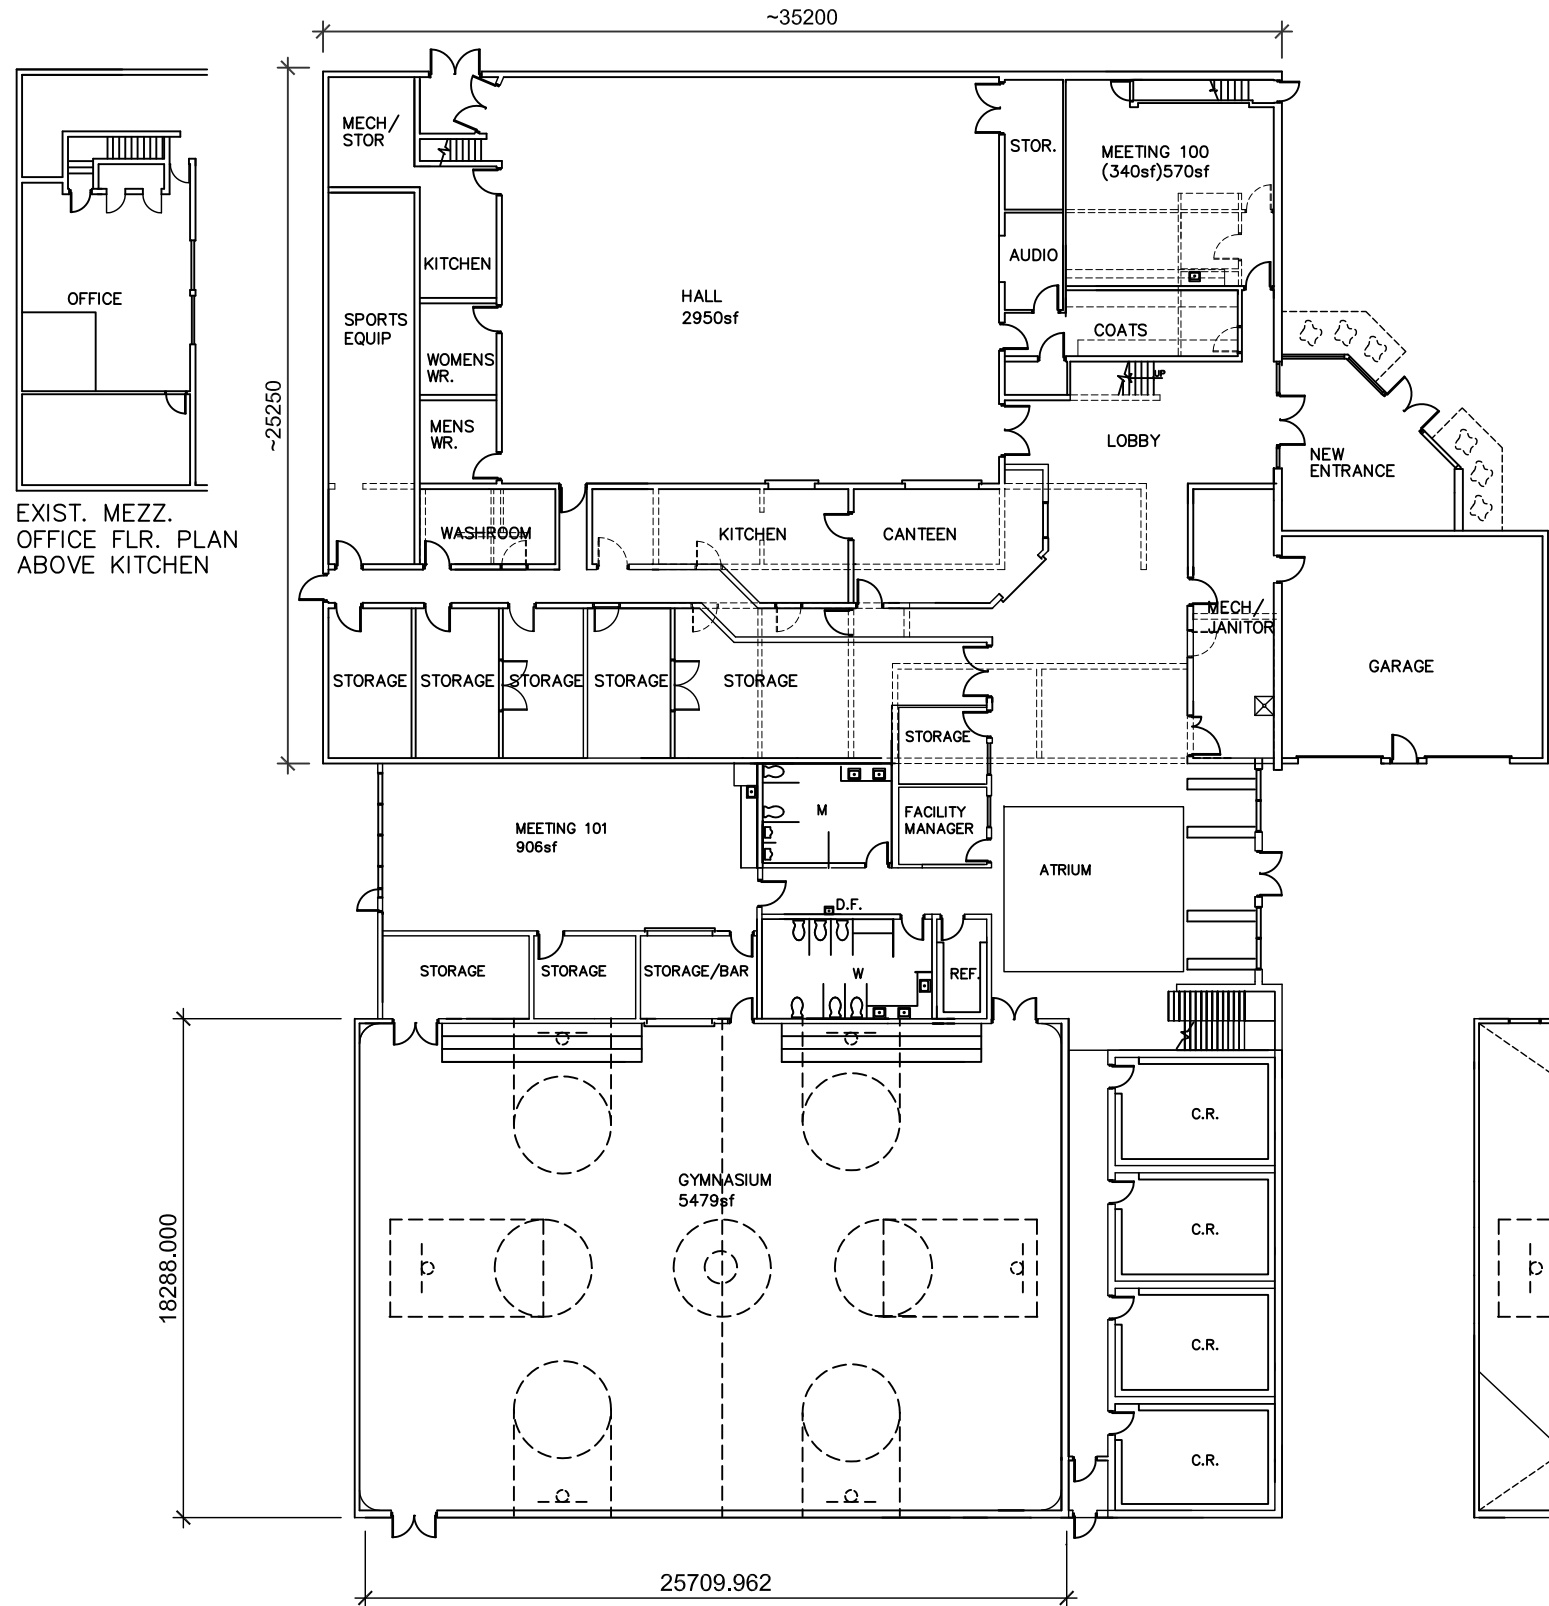 ~35200
MECH/
STOR
STOR.
MEETING 100
(340sf)570sf
AUDIO
KITCHEN
OFFICE
HALL
2950sf
SPORTS
EQUIP
COATS
WOMENS
WR.
UP
~25250
MENS
WR.
LOBBY
NEW
ENTRANCE
EXIST. MEZZ.
OFFICE FLR. PLAN
ABOVE KITCHEN
WASHROOM
KITCHEN
CANTEEN
MECH/
JANITOR
GARAGE
STORAGE
STORAGE
STORAGE
STORAGE
STORAGE
STORAGE
MEETING 101
906sf
M
FACILITY
MANAGER
ATRIUM
D.F.
STORAGE
STORAGE
STORAGE/BAR
W
REF.
C.R.
GYMNASIUM
5479sf
C.R.
18288.000
C.R.
C.R.
25709.962